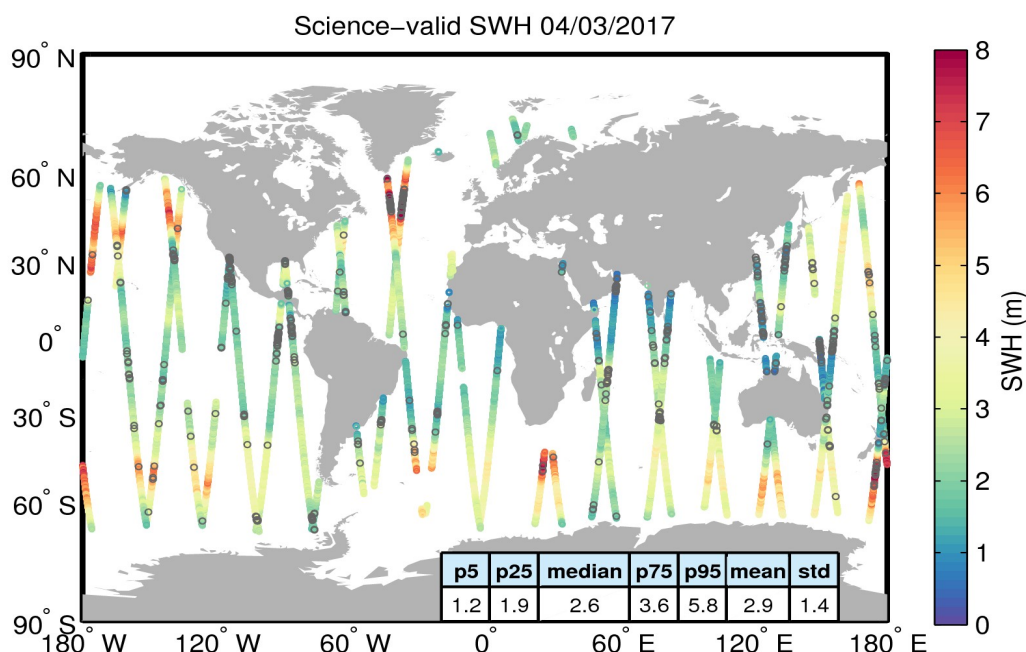 Science−valid SWH 04/03/2017
90° N
60° N
30° N
0°
30° S
60° S
90° S
180° W
120° W
60° W
0°
60° E
120° E
180° E
p5 p25 median p75 p95 mean std
1.2 1.9 2.6 3.6 5.8 2.9 1.4
8
7
6
5
4
3
2
1
0
SWH (m)